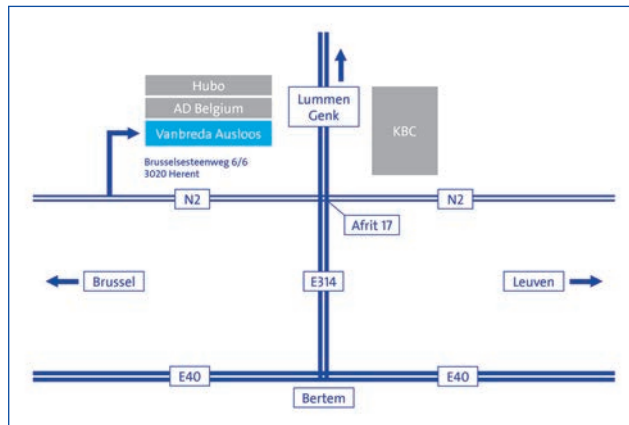 Hubo
AD Belgium
Vanbreda Ausloos
Brusselsesteenweg 6/6
3020 Herent
Lummen
Genk
KBC
N2
N2
Afrit 17
Brussel
E314
Leuven
E40
E40
Bertem